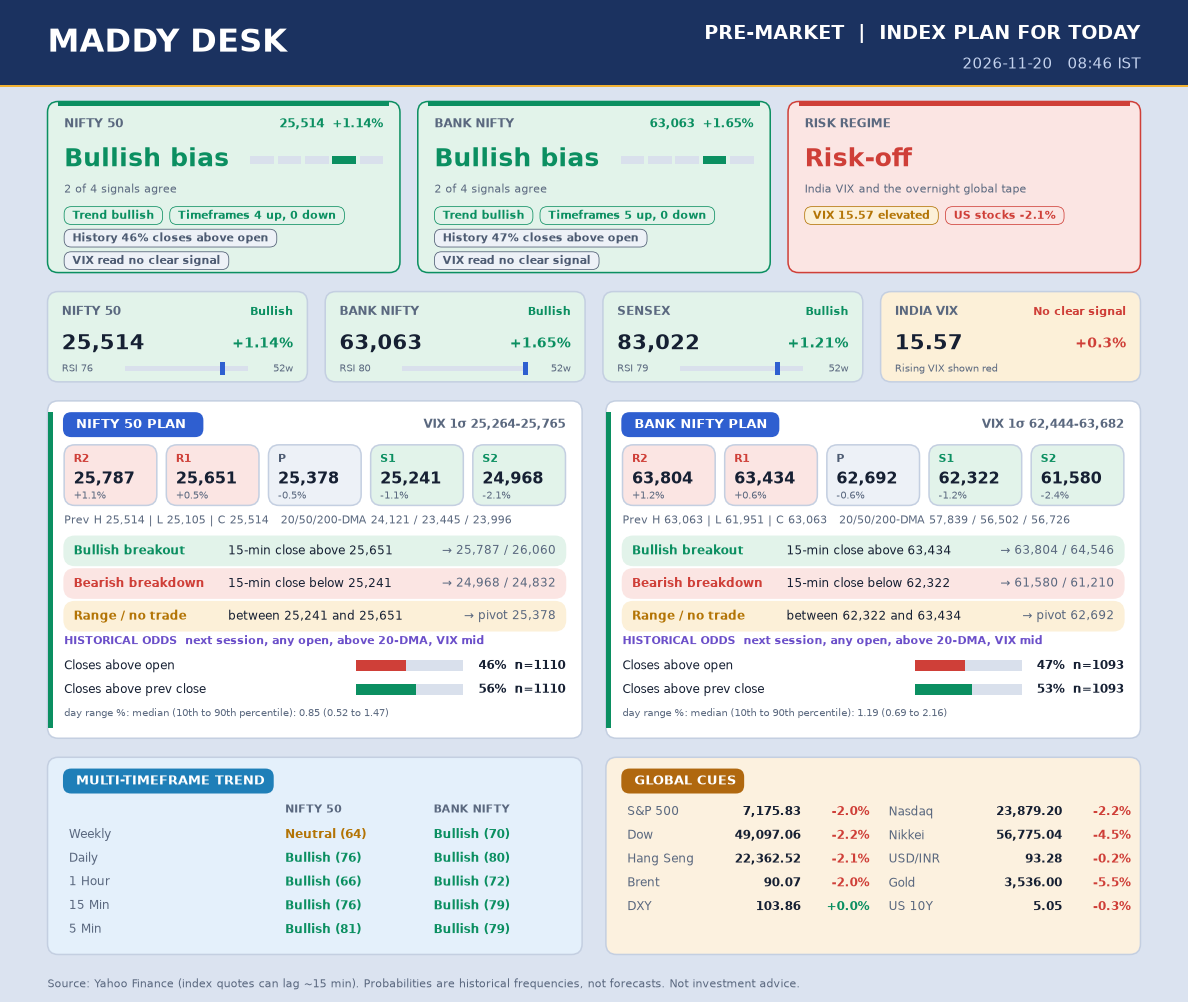 MADDY DESK
PRE-MARKET | INDEX PLAN FOR TODAY
2026-11-20 08:46 IST
NIFTY 50 25,514 +1.14%
Bullish bias
2 of 4 signals agree
Trend bullish Timeframes 4 up, 0 down
History 46% closes above open
VIX read no clear signal
BANK NIFTY 63,063 +1.65%
Bullish bias
2 of 4 signals agree
Trend bullish Timeframes 5 up, 0 down
History 47% closes above open
VIX read no clear signal
RISK REGIME
Risk-off
India VIX and the overnight global tape
VIX 15.57 elevated US stocks -2.1%
NIFTY 50 Bullish
25,514 +1.14%
RSI 76 52w
BANK NIFTY Bullish
63,063 +1.65%
RSI 80 52w
SENSEX Bullish
83,022 +1.21%
RSI 79 52w
INDIA VIX No clear signal
15.57 +0.3%
Rising VIX shown red
NIFTY 50 PLAN VIX 1σ 25,264-25,765
R2 R1 P S1 S2
25,787 25,651 25,378 25,241 24,968
+1.1% +0.5% -0.5% -1.1% -2.1%
Prev H 25,514 | L 25,105 | C 25,514 20/50/200-DMA 24,121 / 23,445 / 23,996
Bullish breakout 15-min close above 25,651 → 25,787 / 26,060
Bearish breakdown 15-min close below 25,241 → 24,968 / 24,832
Range / no trade between 25,241 and 25,651 → pivot 25,378
HISTORICAL ODDS next session, any open, above 20-DMA, VIX mid
Closes above open 46% n=1110
Closes above prev close 56% n=1110
day range %: median (10th to 90th percentile): 0.85 (0.52 to 1.47)
BANK NIFTY PLAN VIX 1σ 62,444-63,682
R2 R1 P S1 S2
63,804 63,434 62,692 62,322 61,580
+1.2% +0.6% -0.6% -1.2% -2.4%
Prev H 63,063 | L 61,951 | C 63,063 20/50/200-DMA 57,839 / 56,502 / 56,726
Bullish breakout 15-min close above 63,434 → 63,804 / 64,546
Bearish breakdown 15-min close below 62,322 → 61,580 / 61,210
Range / no trade between 62,322 and 63,434 → pivot 62,692
HISTORICAL ODDS next session, any open, above 20-DMA, VIX mid
Closes above open 47% n=1093
Closes above prev close 53% n=1093
day range %: median (10th to 90th percentile): 1.19 (0.69 to 2.16)
MULTI-TIMEFRAME TREND
NIFTY 50 BANK NIFTY
Weekly Neutral (64) Bullish (70)
Daily Bullish (76) Bullish (80)
1 Hour Bullish (66) Bullish (72)
15 Min Bullish (76) Bullish (79)
5 Min Bullish (81) Bullish (79)
GLOBAL CUES
S&P 500 7,175.83 -2.0% Nasdaq 23,879.20 -2.2%
Dow 49,097.06 -2.2% Nikkei 56,775.04 -4.5%
Hang Seng 22,362.52 -2.1% USD/INR 93.28 -0.2%
Brent 90.07 -2.0% Gold 3,536.00 -5.5%
DXY 103.86 +0.0% US 10Y 5.05 -0.3%
Source: Yahoo Finance (index quotes can lag ~15 min). Probabilities are historical frequencies, not forecasts. Not investment advice.